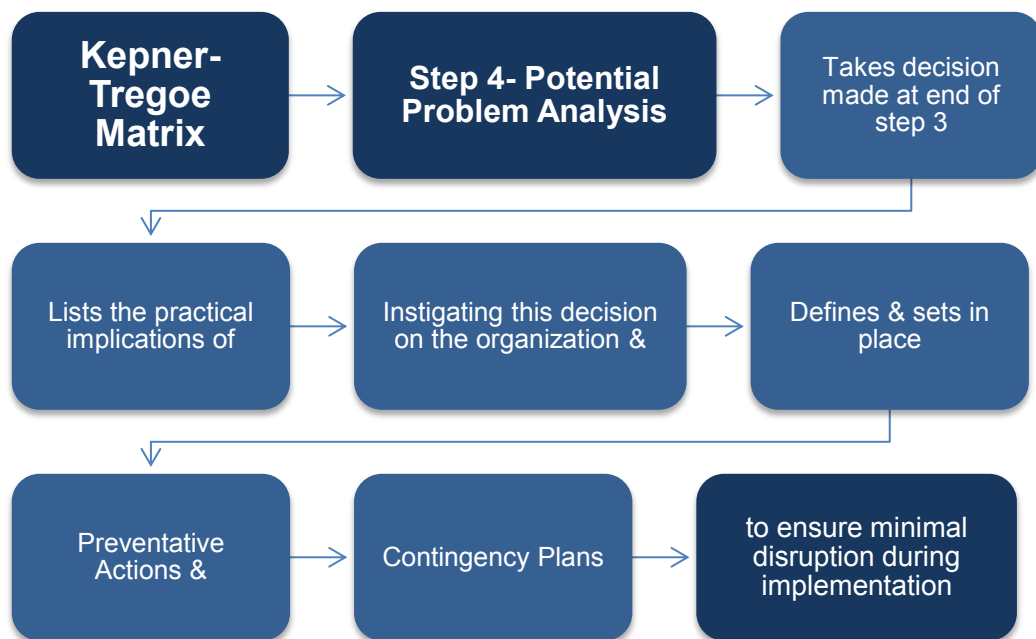 Kepner-
Tregoe
Matrix
Step 4- Potential
Problem Analysis
Takes decision
made at end of
step 3
Lists the practical
implications of
Instigating this decision
on the organization &
Defines & sets in
place
Preventative
Actions &
Contingency Plans
to ensure minimal
disruption during
implementation